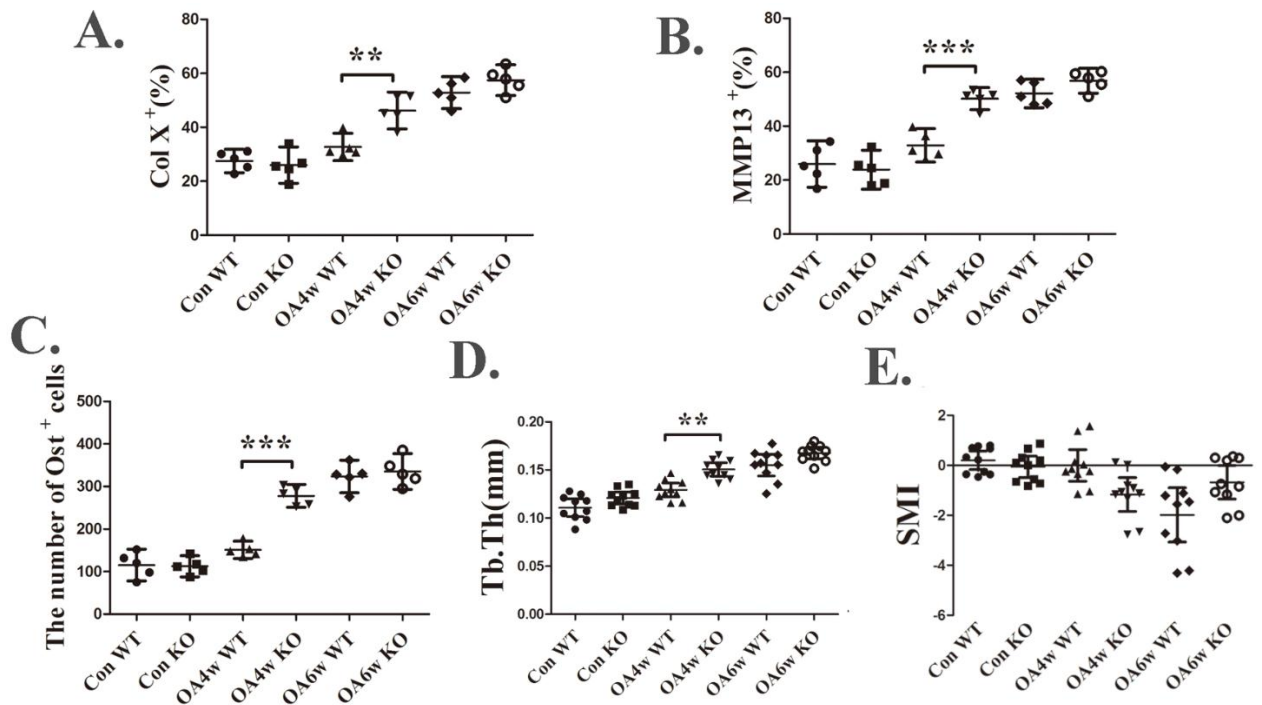 A.
Col X +(%)
80
60
40
20
0
**
Con WT
Con KO
OA4w WT
OA4w KO
OA6w WT
OA6w KO
B.
MMP13 +(%)
80
60
40
20
0
***
Con WT
Con KO
OA4w WT
OA4w KO
OA6w WT
OA6w KO
C.
The number of Ost + cells
500
400
300
200
100
0
***
Con WT
Con KO
OA4w WT
OA4w KO
OA6w WT
OA6w KO
D.
Tb.Th(mm)
0.20
0.15
0.10
0.05
0.00
**
Con WT
Con KO
OA4w WT
OA4w KO
OA6w WT
OA6w KO
E.
SMI
2
0
-2
-4
-6
Con WT
Con KO
OA4w WT
OA4w KO
OA6w WT
OA6w KO